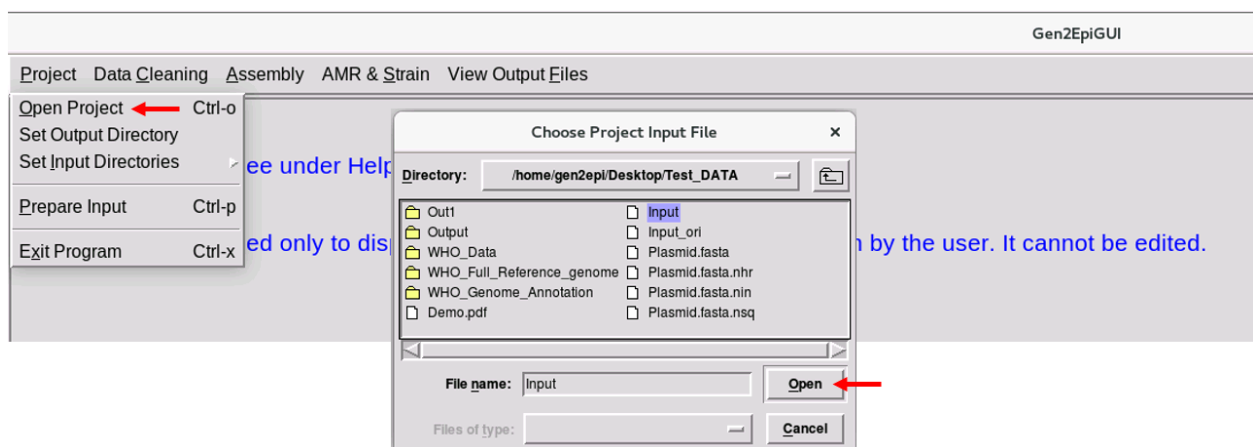 Gen2EpiGUI
Project Data Cleaning Assembly AMR & Strain View Output Files
Open Project Ctrl-o
Set Output Directory
Set Input Directories
Prepare Input Ctrl-p
Exit Program Ctrl-x
ee under Help
ed only to dis
by the user. It cannot be edited.
Choose Project Input File ×
Directory: /home/gen2epi/Desktop/Test_DATA
Out1
Output
WHO_Data
WHO_Full_Reference_genome
WHO_Genome_Annotation
Demo.pdf
Input
Input_ori
Plasmid.fasta
Plasmid.fasta.nhr
Plasmid.fasta.nin
Plasmid.fasta.nsq
File name: Input Open
Files of type: Cancel